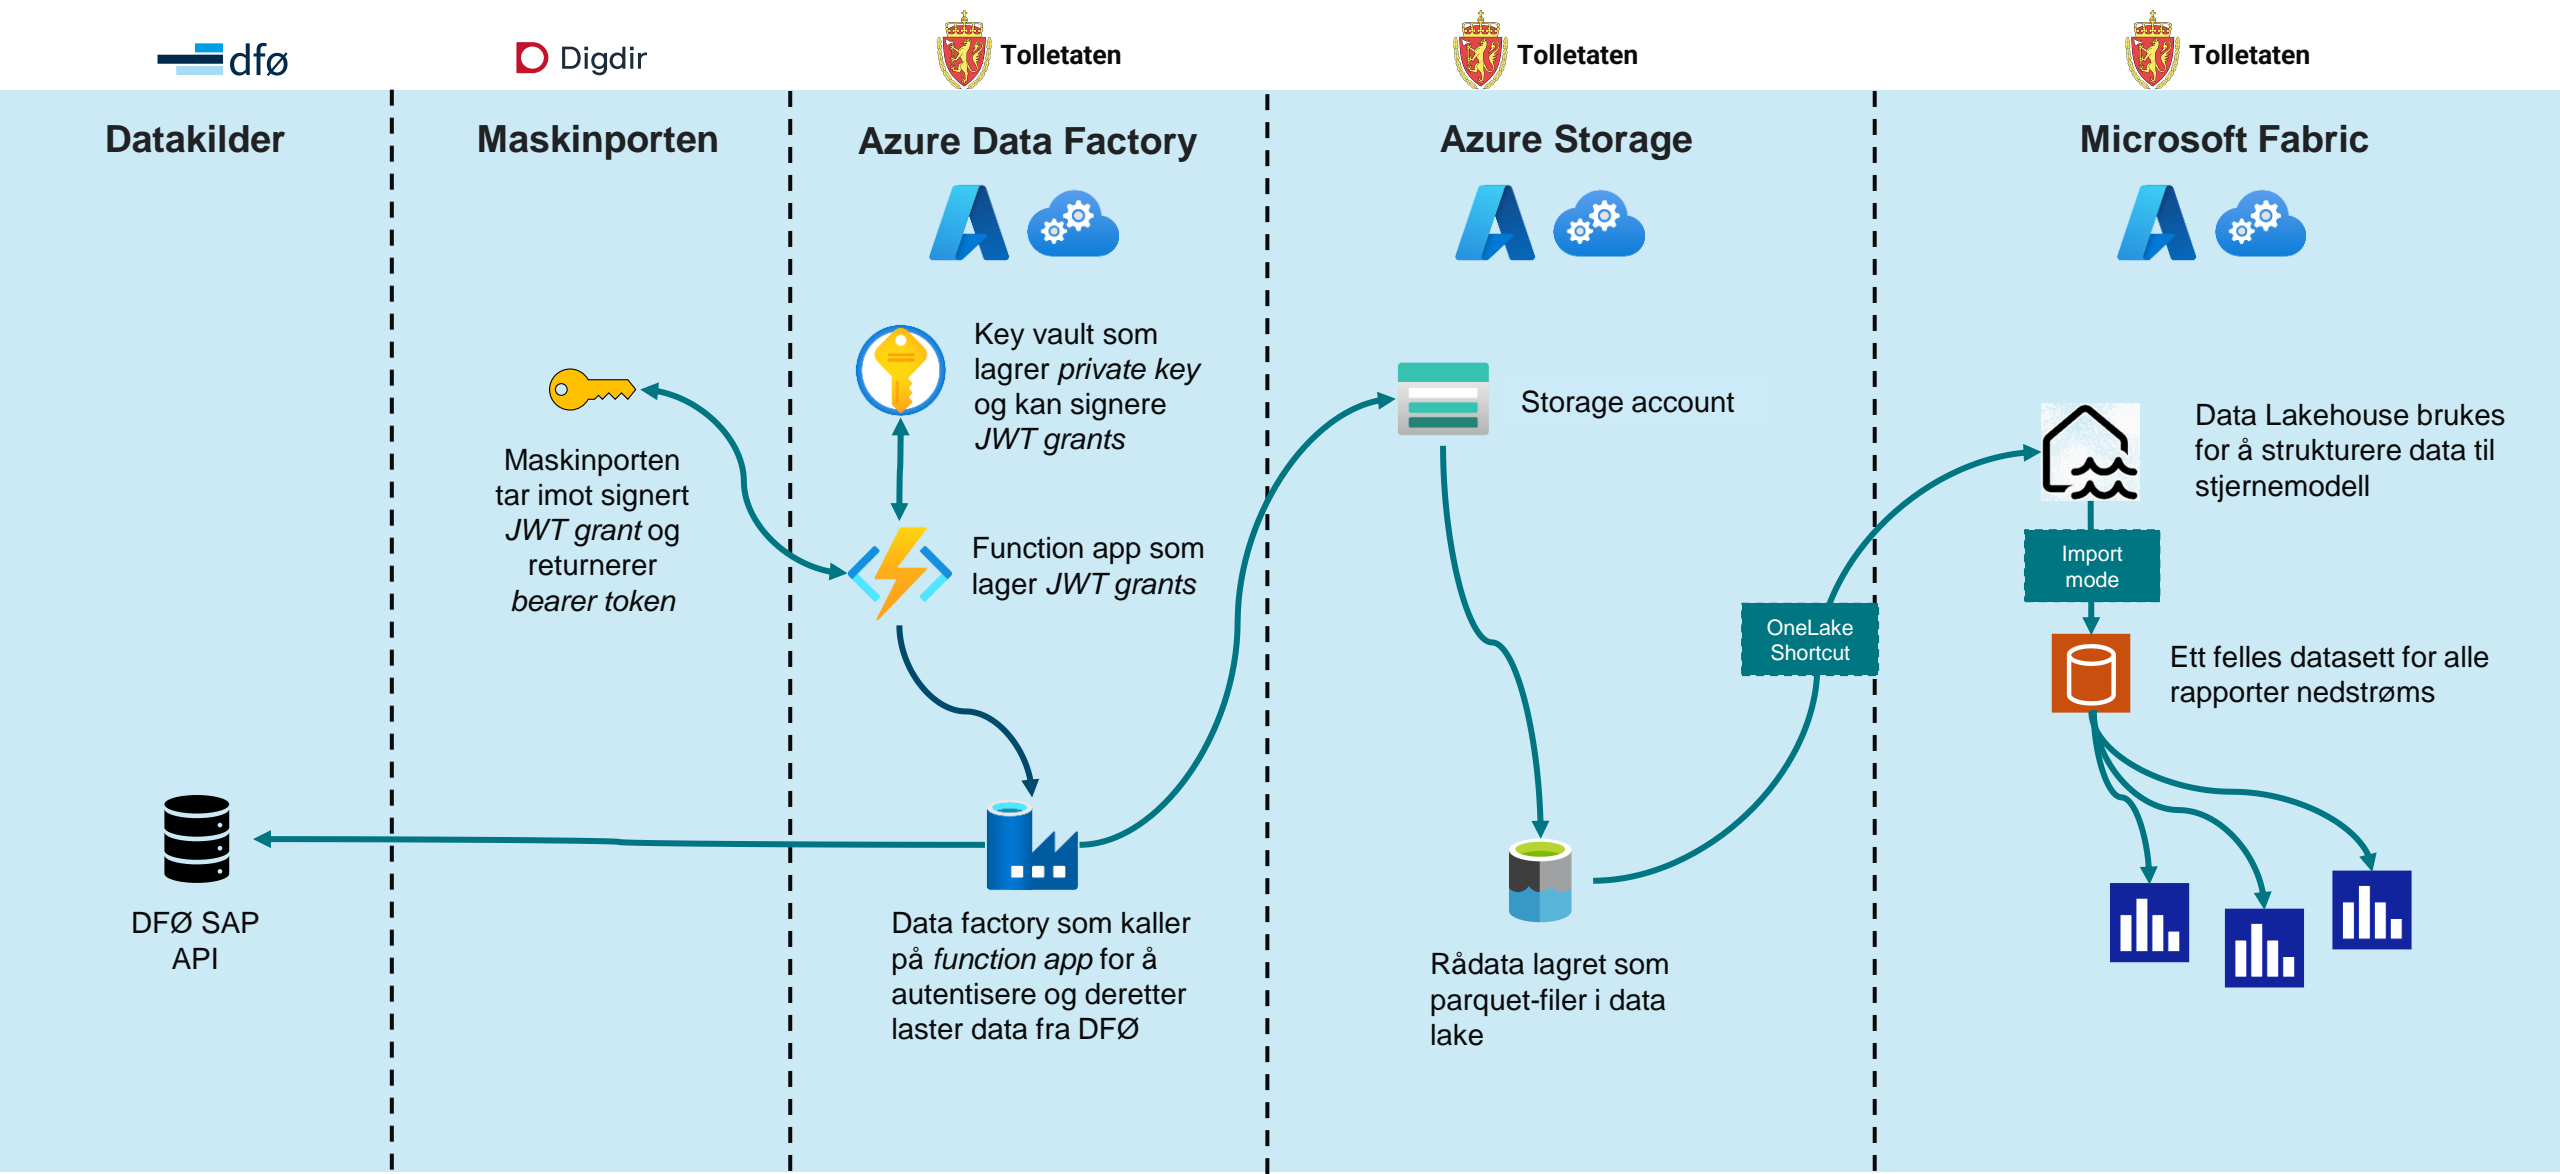 dfø
Digdir
Tolletaten
Tolletaten
Tolletaten
Datakilder
Maskinporten
Azure Data Factory
Azure Storage
Microsoft Fabric
DFØ SAP
API
Maskinporten
tar imot signert
JWT grant og
returnerer
bearer token
Key vault som
lagrer private key
og kan signere
JWT grants
Function app som
lager JWT grants
Data factory som kaller
på function app for å
autentisere og deretter
laster data fra DFØ
Storage account
Rådata lagret som
parquet-filer i data
lake
OneLake
Shortcut
Data Lakehouse brukes
for å strukturere data til
stjernemodell
Import
mode
Ett felles datasett for alle
rapporter nedstrøms